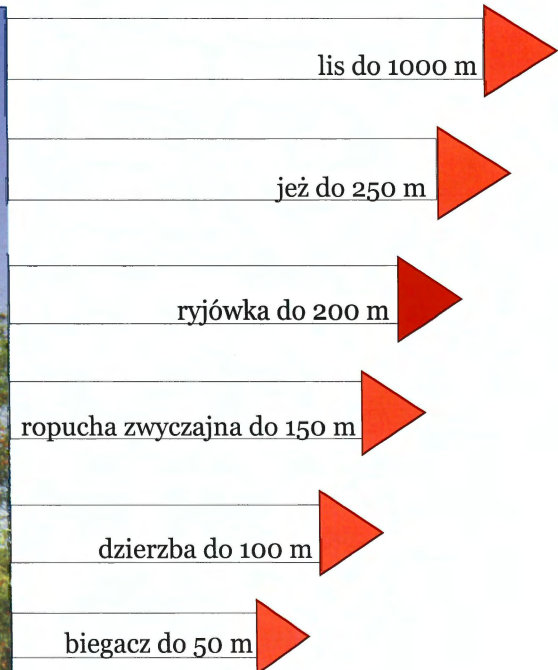 lis do 1000 m
jeż do 250 m
ryjówka do 200 m
ropucha zwyczajna do 150 m
dzierzba do 100 m
biegacz do 50 m